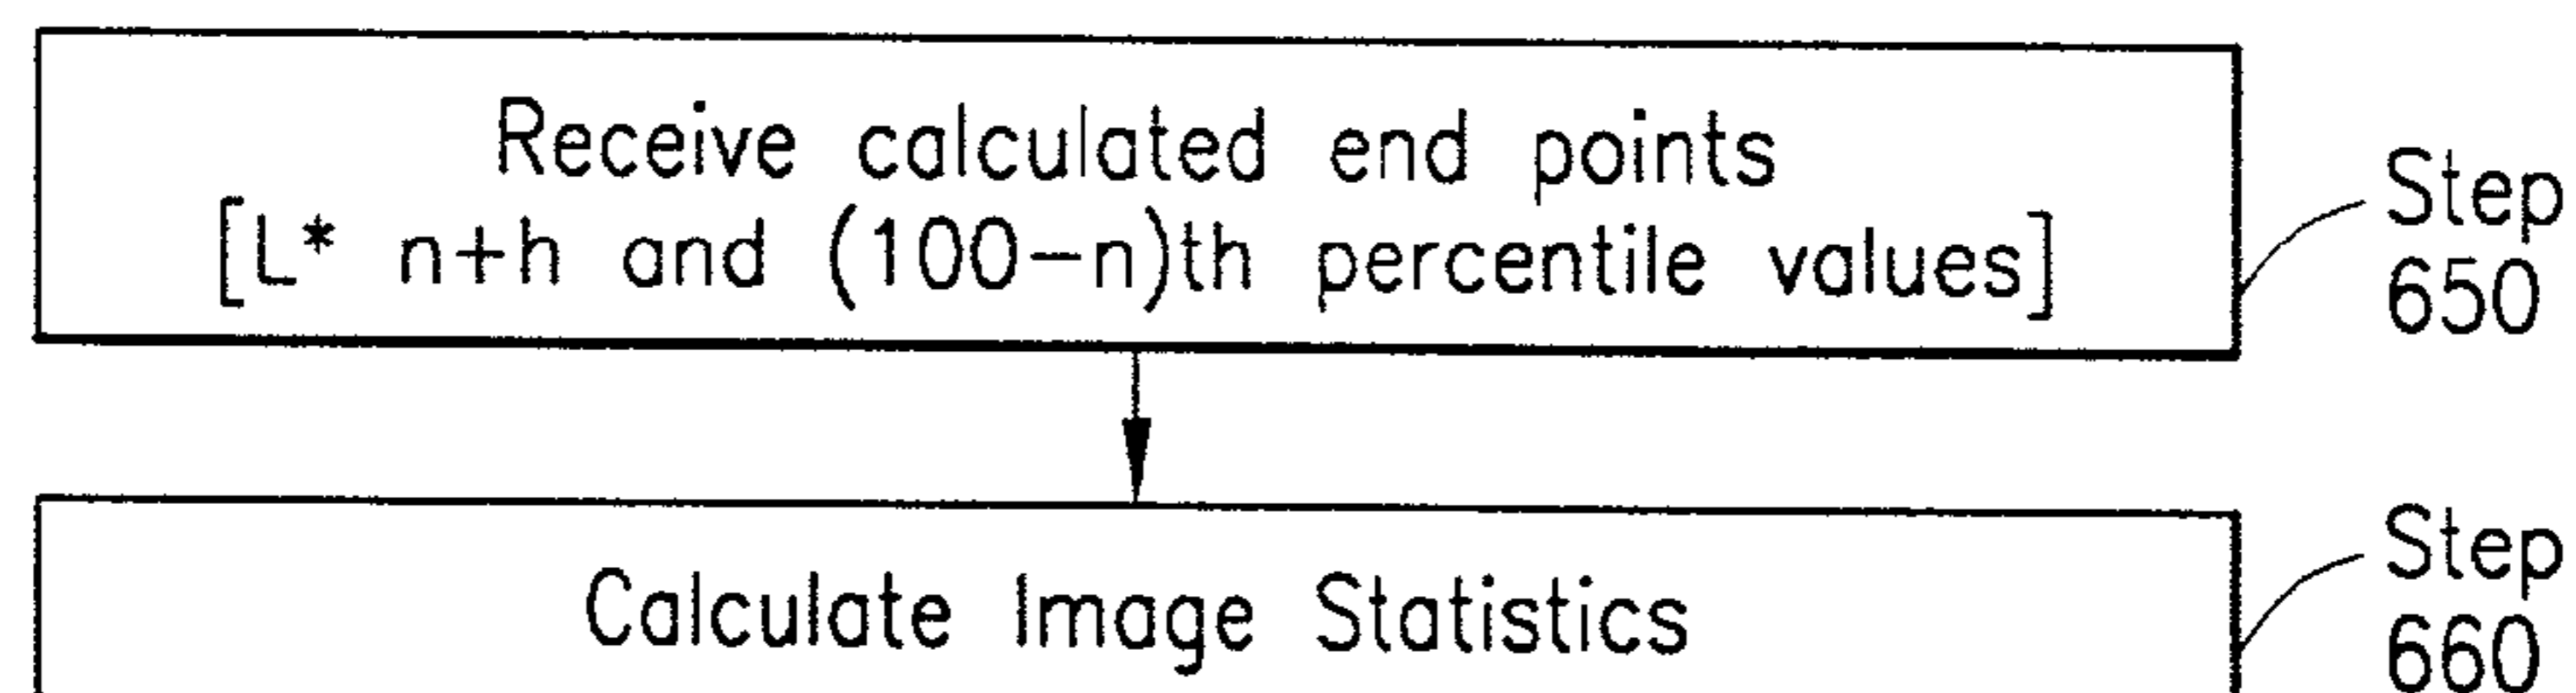 Receive calculated end points
[L* n+h and (100-n)th percentile values]
Step
650
Calculate Image Statistics
Step
660